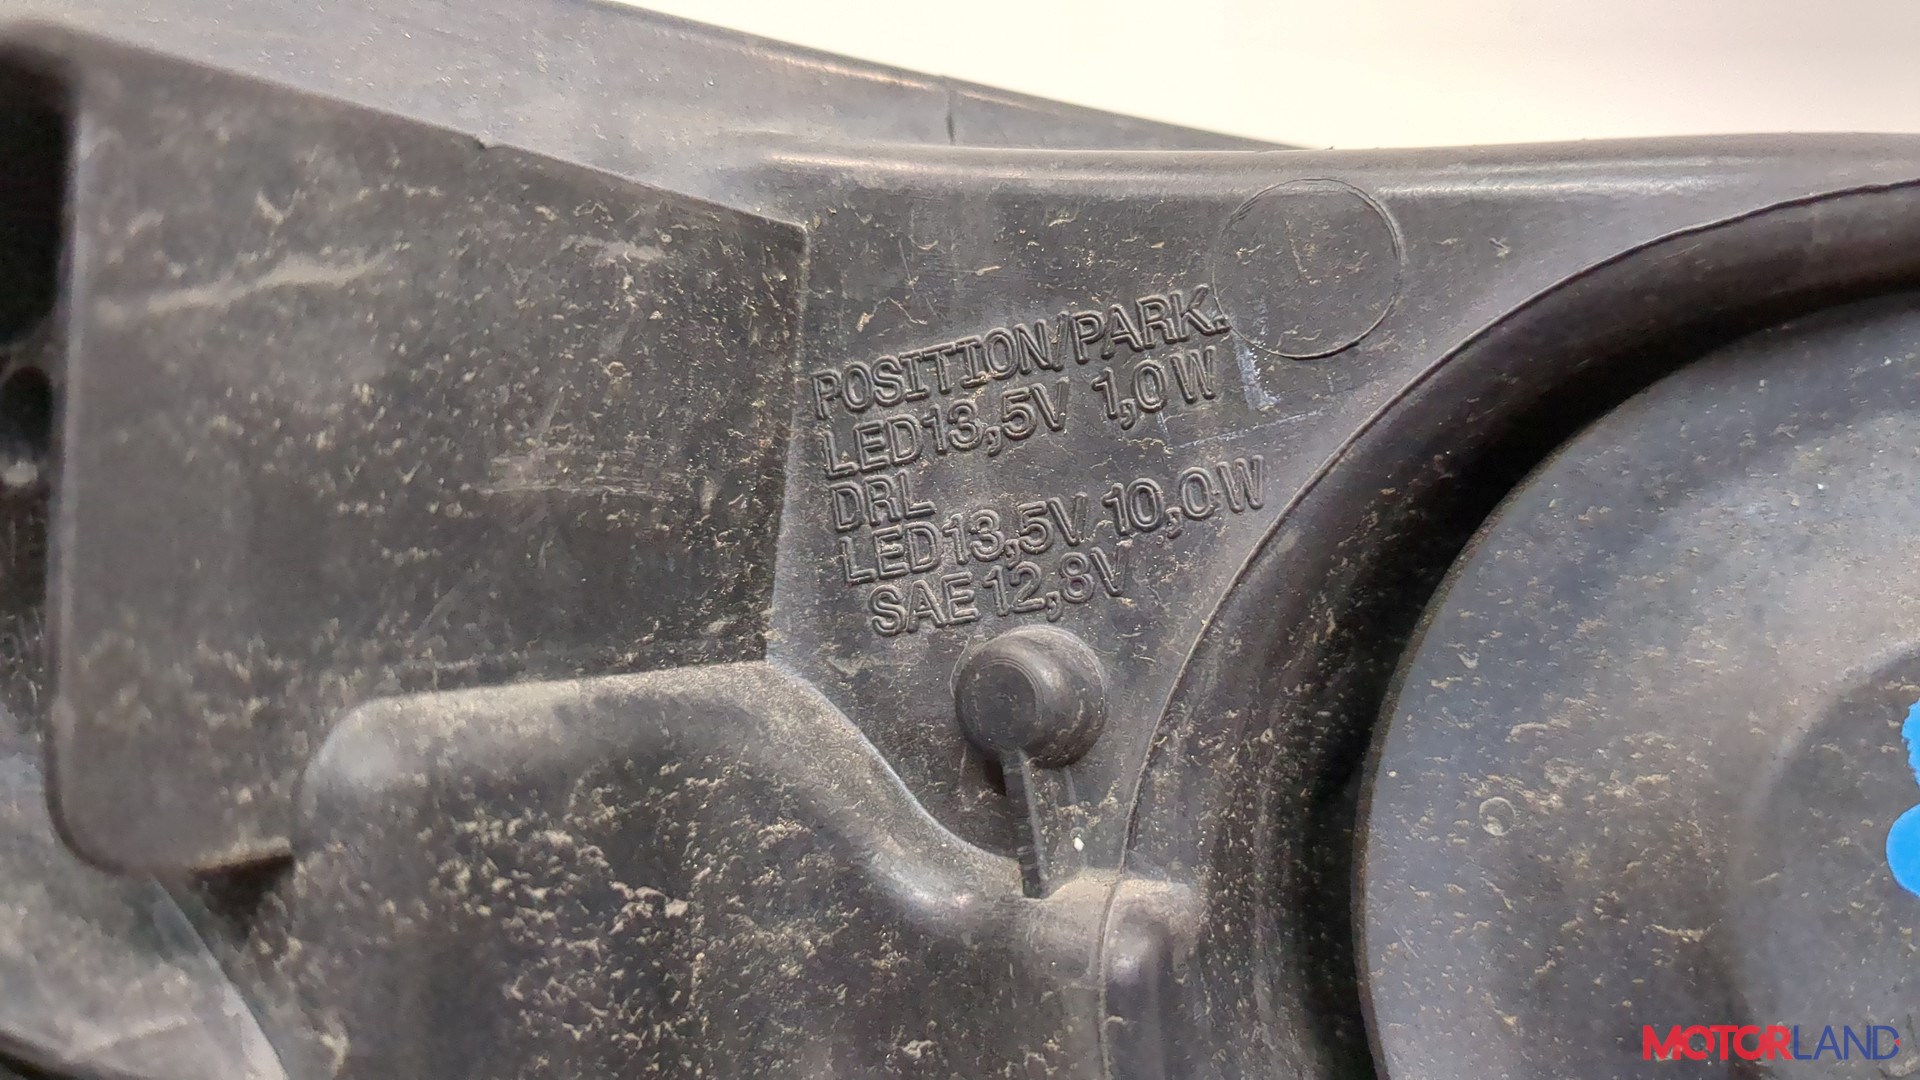 POSITION/PARK.
LED13,5V 1,0W
DRL
LED13,5V 10,0W
SAE 12,8V
MOTORLAND